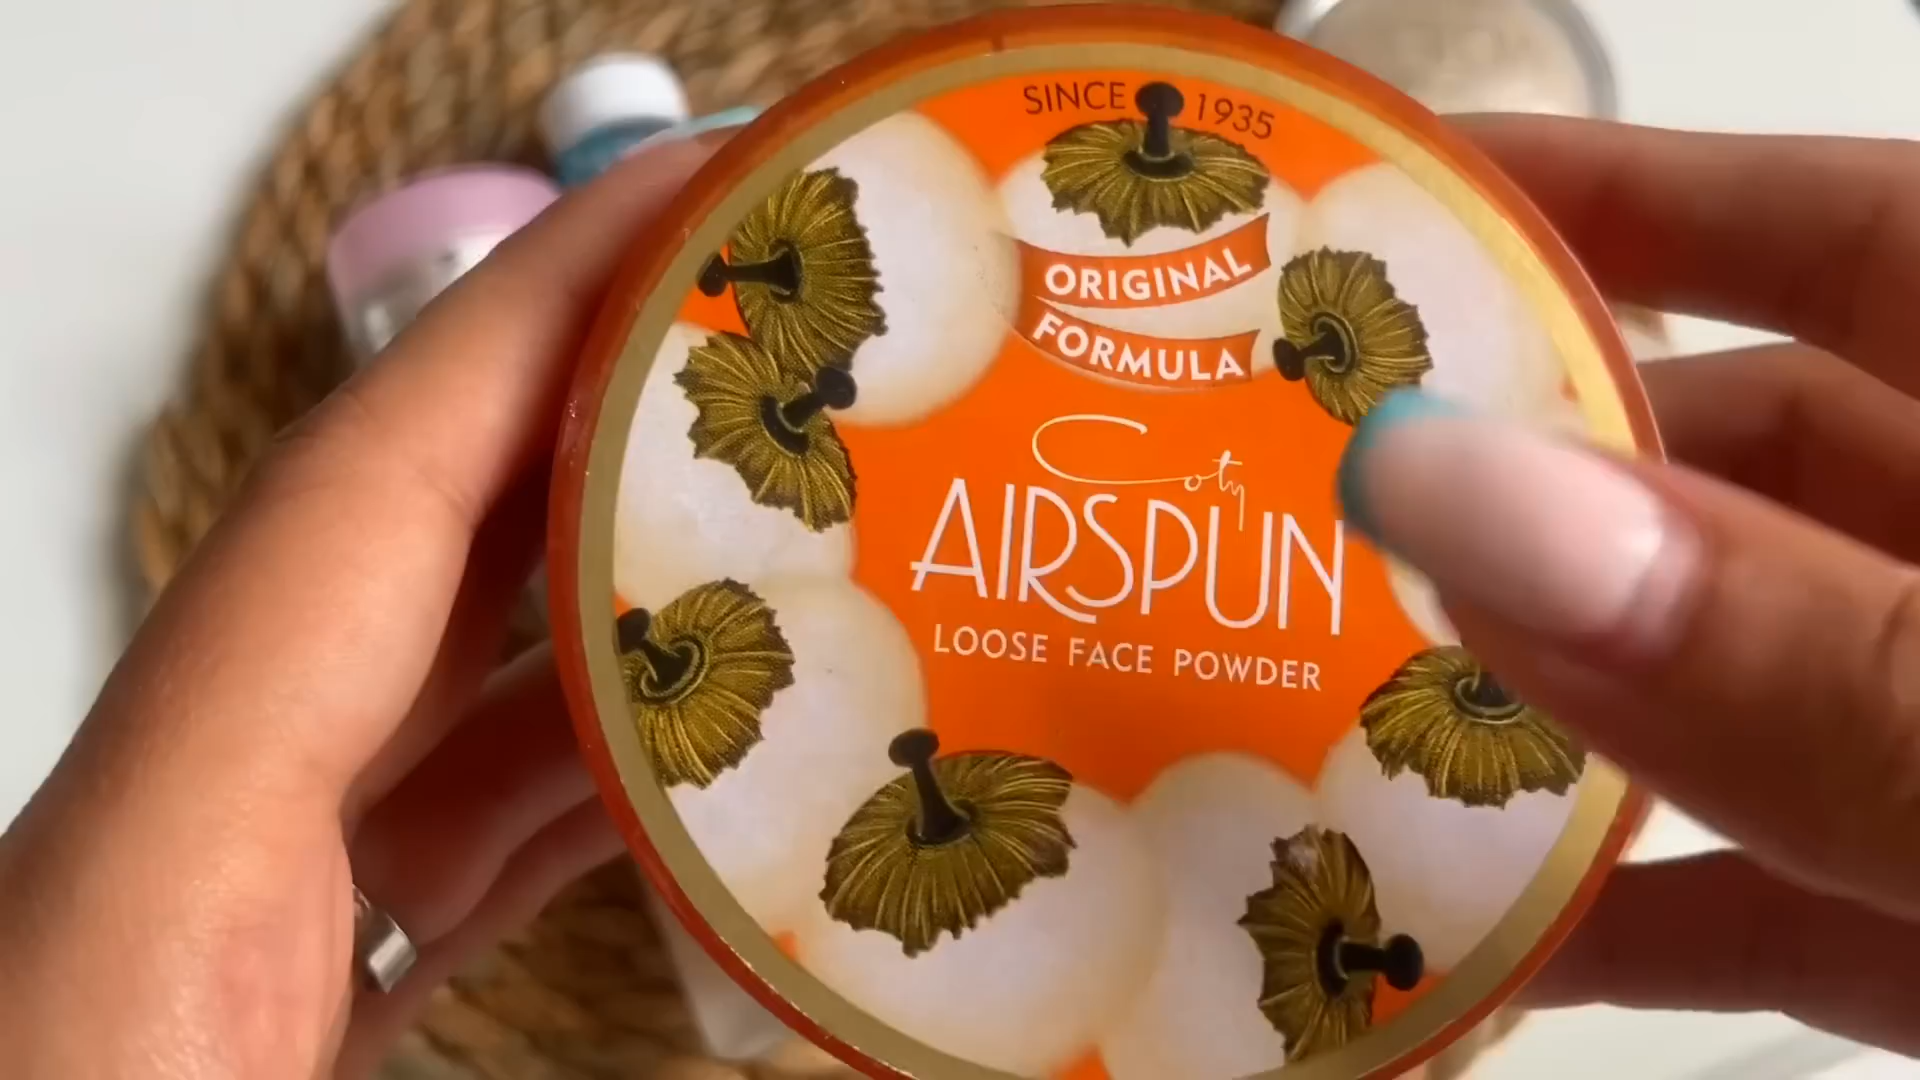 SINCE 1935
ORIGINAL
FORMULA
Coty
AIRSPUN
LOOSE FACE POWDER